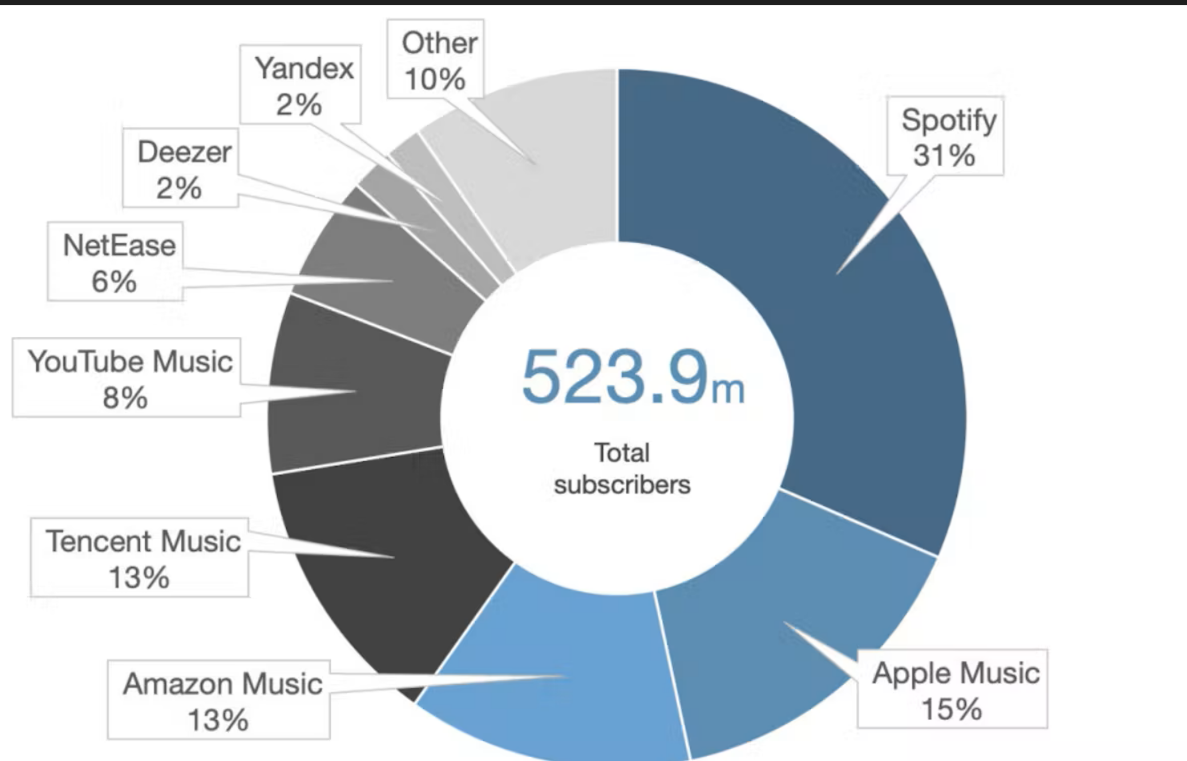 Other
10%
Yandex
2%
Spotify
31%
Deezer
2%
NetEase
6%
YouTube Music
8%
523.9m
Total
subscribers
Tencent Music
13%
Amazon Music
13%
Apple Music
15%